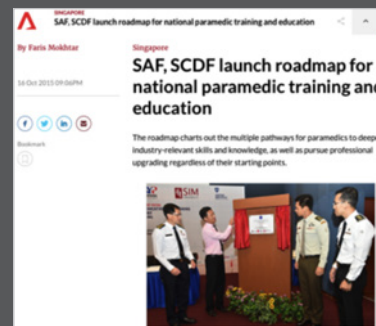 SINGAPORE
SAF, SCDF launch roadmap for national paramedic training and education
By Faris Mokhtar
16 Oct 2015 09:06PM
Bookmark
Singapore
SAF, SCDF launch roadmap for
national paramedic training and
education
The roadmap charts out the multiple pathways for paramedics to deepe
industry-relevant skills and knowledge, as well as pursue professional
upgrading regardless of their starting points.
SIM